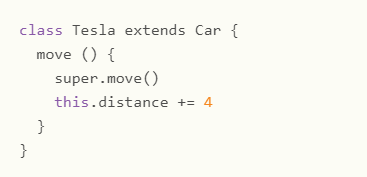 class Tesla extends Car {
  move () {
    super.move()
    this.distance += 4
  }
}